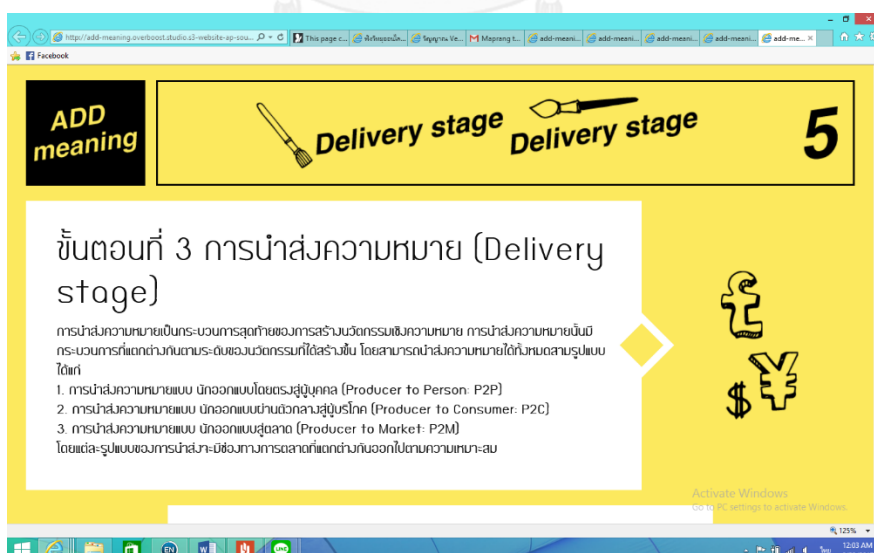 http://add-meaning.overboost.studio.s3-website-ap-sou...
This page c...
วิญญาณ Ve...
Maprang t...
add-meani...
add-meani...
add-meani...
add-meani...
add-me...
Facebook
ADD
meaning
Delivery stage
Delivery stage
5
ขั้นตอนที่ 3 การนำส่งความหมาย (Delivery
stage)
การนำส่งความหมายเป็นกระบวนการสุดท้ายของการสร้างนวัตกรรมเชิงความหมาย การนำส่งความหมายนั้นมี
กระบวนการที่แตกต่างกันตามระดับของนวัตกรรมที่ได้สร้างขึ้น โดยสามารถนำส่งความหมายได้ทั้งหมดสามรูปแบบ
ได้แก่
1. การนำส่งความหมายแบบ นักออกแบบโดยตรงสู่ผู้บุคคล (Producer to Person: P2P)
2. การนำส่งความหมายแบบ นักออกแบบผ่านตัวกลางสู่ผู้บริโภค (Producer to Consumer: P2C)
3. การนำส่งความหมายแบบ นักออกแบบสู่ตลาด (Producer to Market: P2M)
โดยแต่ละรูปแบบของการนำส่งจะมีช่องทางการตลาดที่แตกต่างกันออกไปตามความเหมาะสม
£
¥
$
Activate Windows
Go to PC settings to activate Windows.
125%
EN
LINE
ไทย
12:03 AM